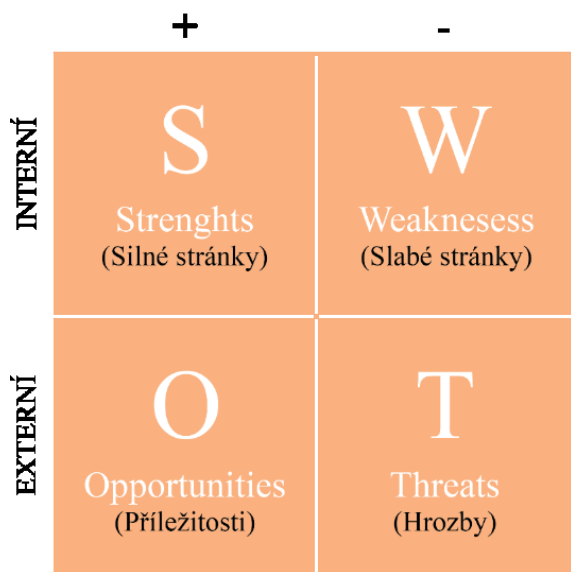 + -
INTERNÍ
S
Strenghts
(Silné stránky)
W
Weaknesess
(Slabé stránky)
EXTERNÍ
O
Opportunities
(Příležitosti)
T
Threats
(Hrozby)